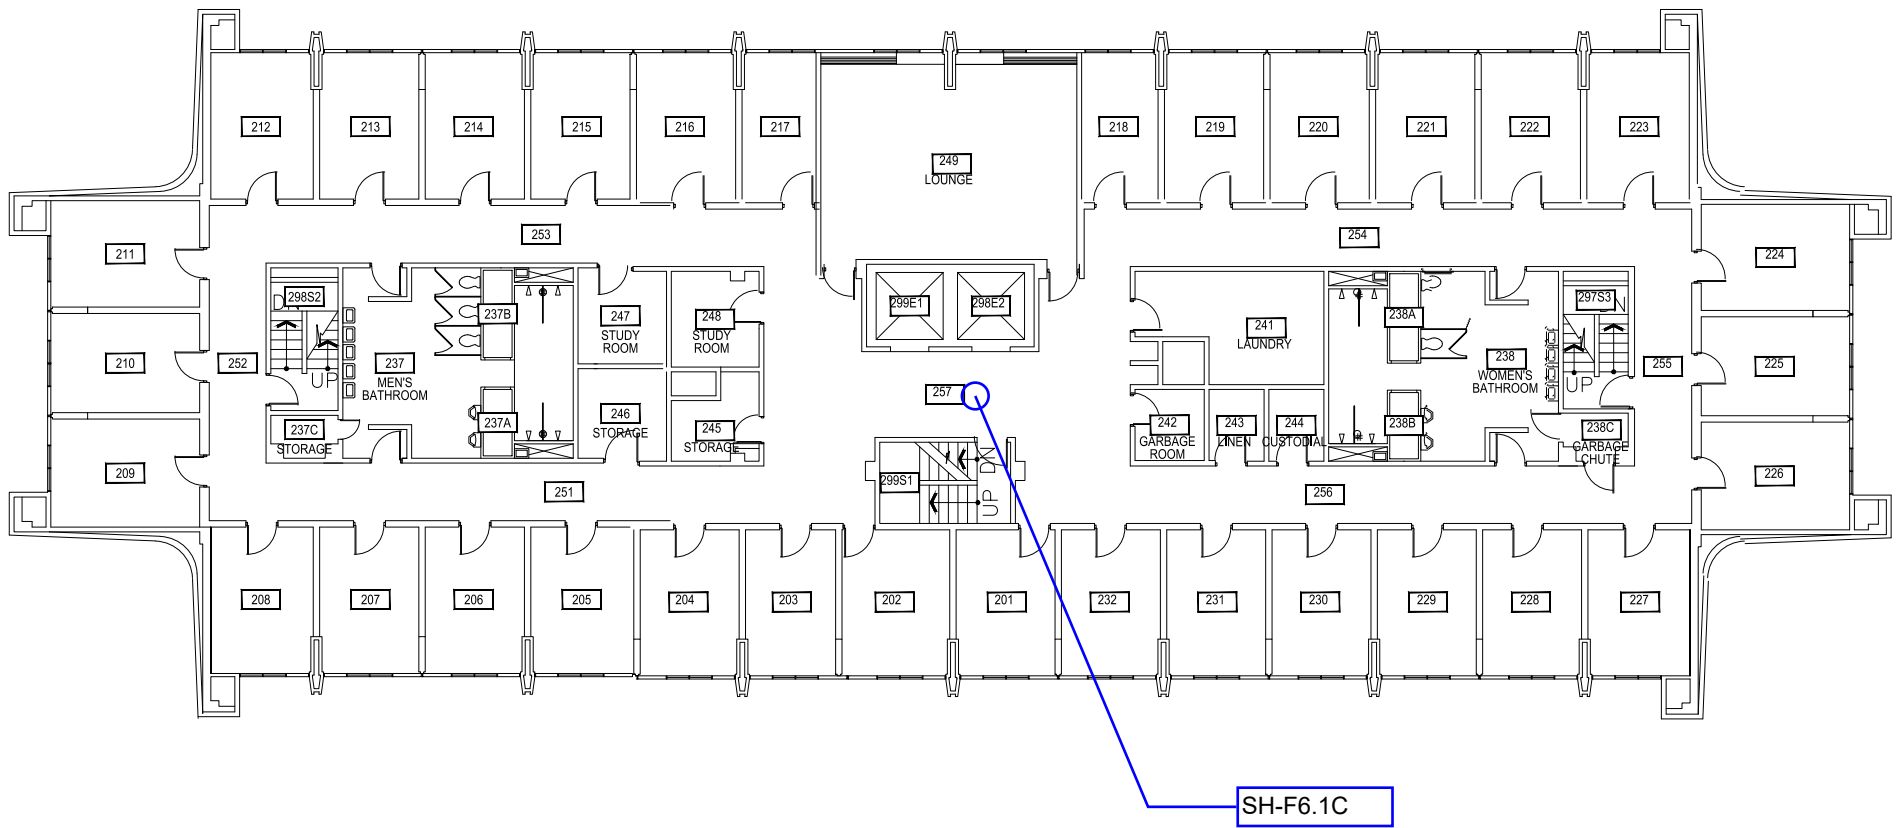 212
213
214
215
216
217
218
219
220
221
222
223
249
LOUNGE
211
253
254
224
298S2
DN
299E1
298E2
297S3
DN
237B
247
STUDY
ROOM
248
STUDY
ROOM
241
LAUNDRY
238A
210
252
UP
237
MEN'S
BATHROOM
238
WOMEN'S
BATHROOM
UP
255
225
257
237C
STORAGE
237A
246
STORAGE
245
STORAGE
242
GARBAGE
ROOM
243
LINEN
244
CUSTODIAL
238B
238C
GARBAGE
CHUTE
209
251
299S1
DN
UP
256
226
208
207
206
205
204
203
202
201
232
231
230
229
228
227
SH-F6.1C